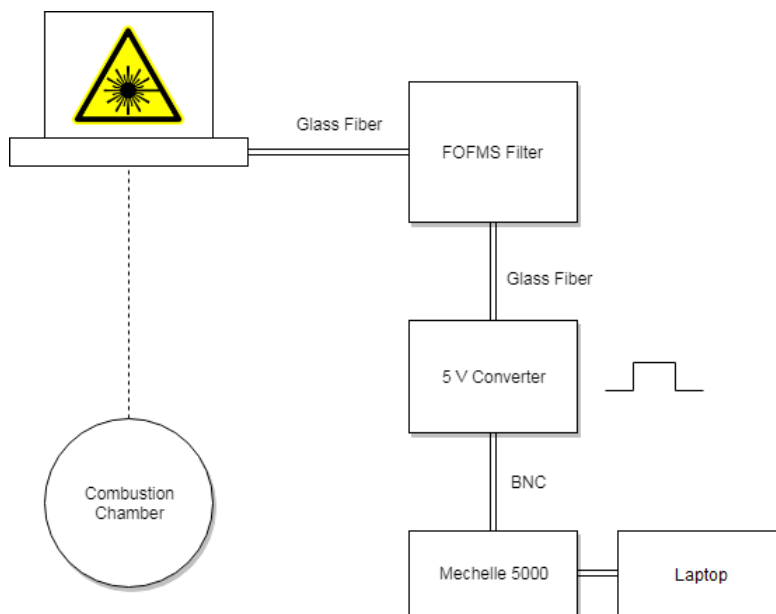 Glass Fiber
FOFMS Filter
Glass Fiber
5 V Converter
BNC
Combustion
Chamber
Mechelle 5000
Laptop